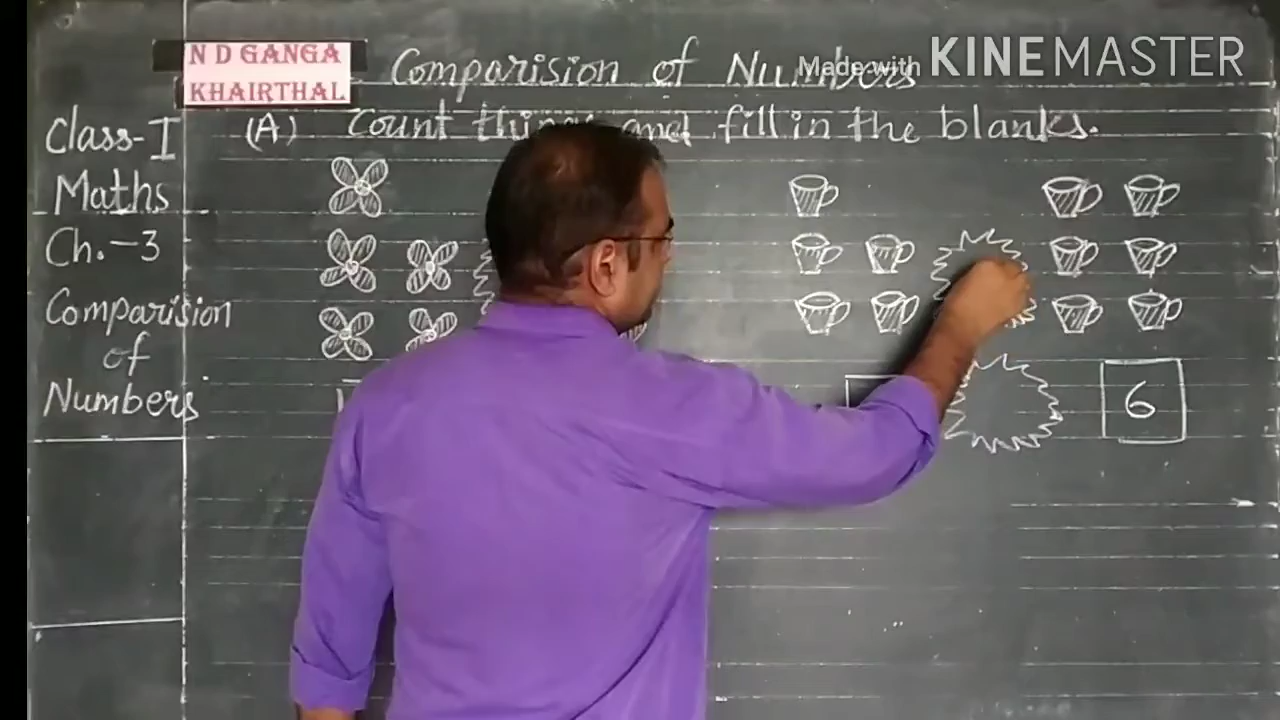 N D GANGA
KHAIRTHAL
Comparision of Numbers
Made with KINEMASTER
Class-I
Maths
Ch.-3
Comparision
of
Numbers
(A) Count things and fill in the blanks.
6